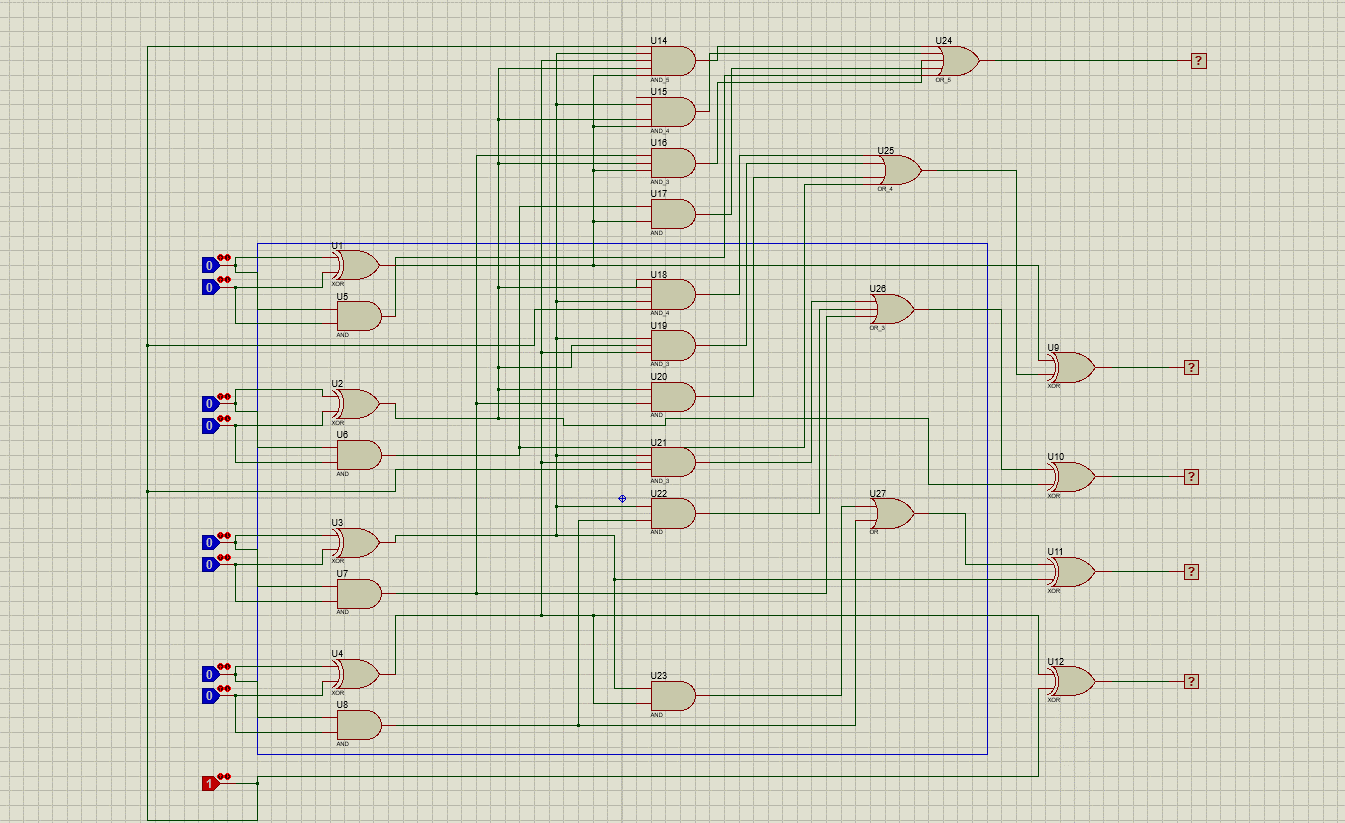 U14
AND_5
U24
OR_5
?
U15
AND_4
U16
AND_3
U25
OR_4
U17
AND
U1
XOR
0
0
U5
AND
U18
AND_4
U26
OR_3
U19
AND_3
U9
XOR
?
U20
AND
U2
XOR
0
0
U6
AND
U21
AND_3
U10
XOR
?
U22
AND
U27
OR
U3
XOR
0
0
U7
AND
U11
XOR
?
U4
XOR
0
0
U8
AND
U23
AND
U12
XOR
?
1